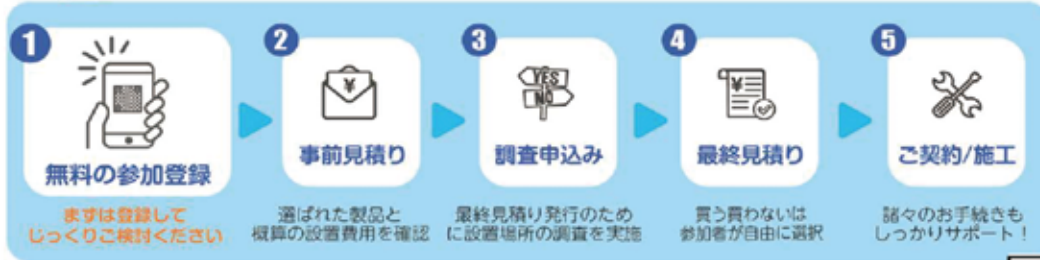 1
無料の参加登録
まずは登録して
じっくりご検討ください
2
¥
事前見積り
選ばれた製品と
概算の設置費用を確認
3
YES
NO
調査申込み
最終見積り発行のため
に設置場所の調査を実施
4
¥
最終見積り
買う買わないは
参加者が自由に選択
5
ご契約/施工
諸々のお手続きも
しっかりサポート!